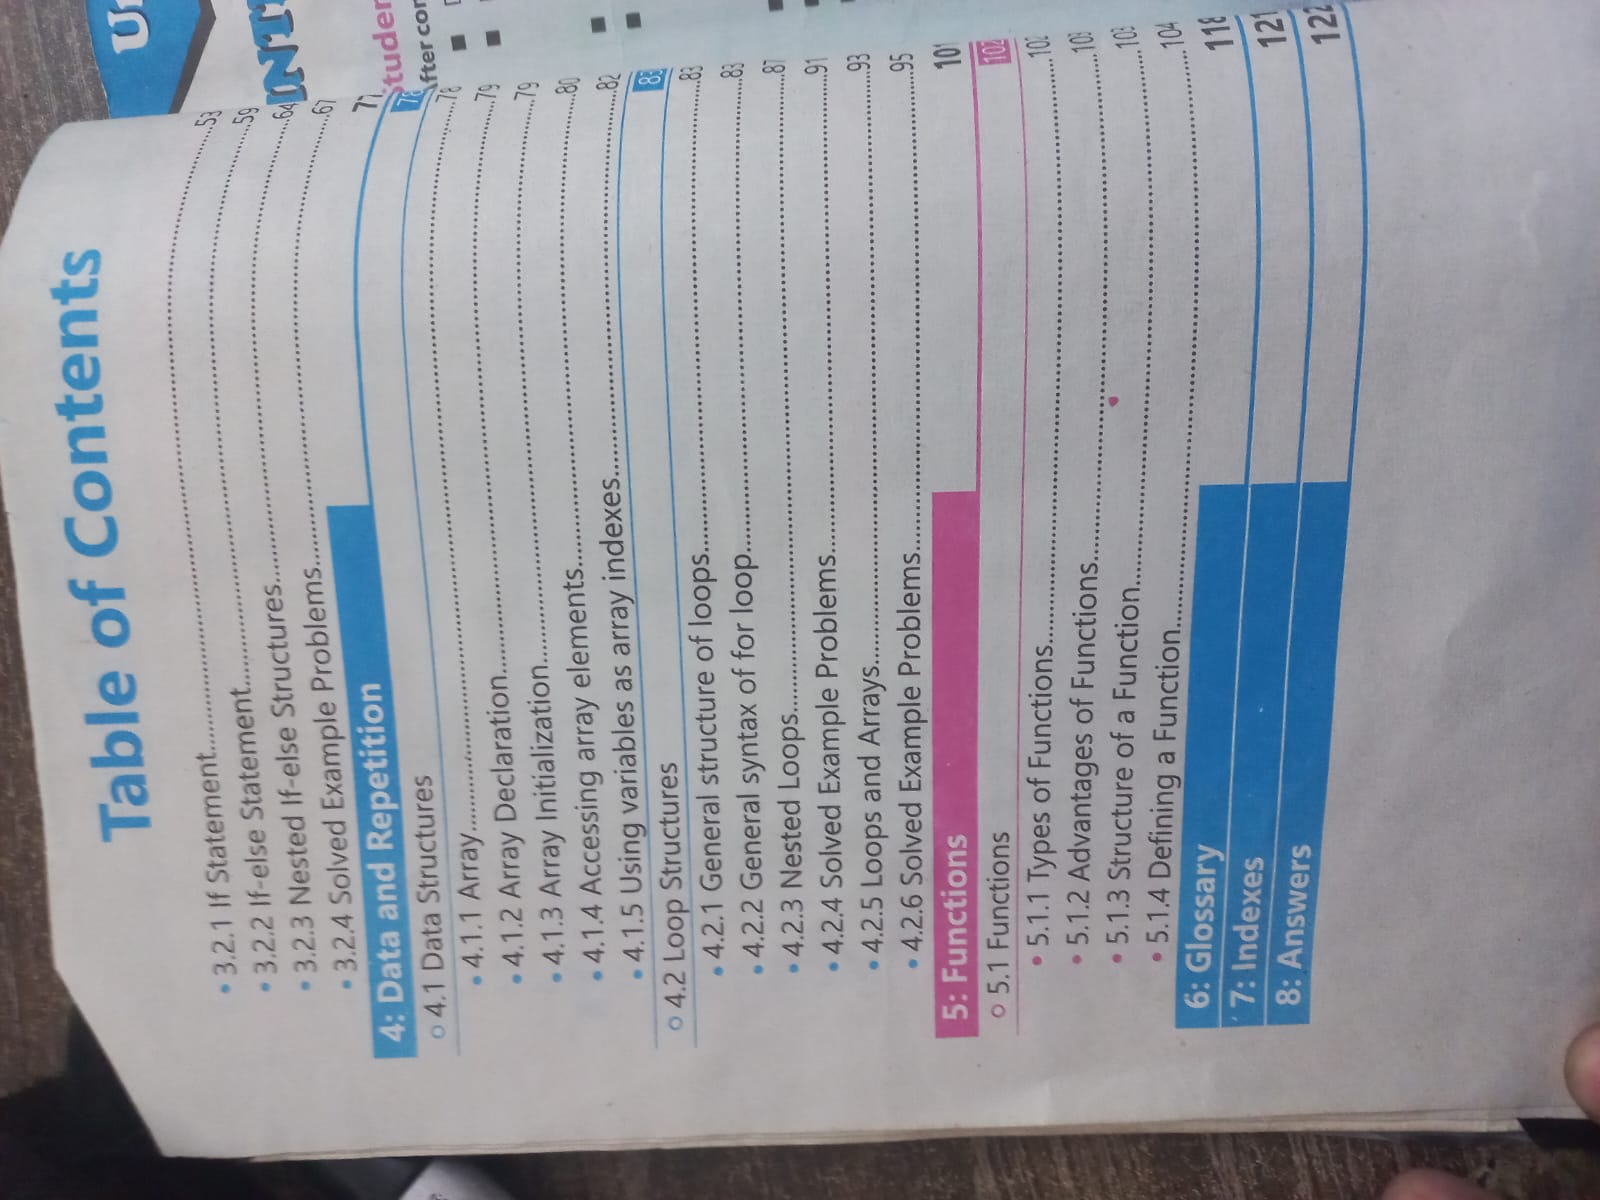 Table of Contents
• 3.2.1 If Statement....................53
• 3.2.2 If-else Statement....................59
• 3.2.3 Nested If-else Structures....................64
• 3.2.4 Solved Example Problems....................67
4: Data and Repetition 77
o 4.1 Data Structures 78
• 4.1.1 Array....................78
• 4.1.2 Array Declaration....................79
• 4.1.3 Array Initialization....................79
• 4.1.4 Accessing array elements....................80
• 4.1.5 Using variables as array indexes....................82
o 4.2 Loop Structures 83
• 4.2.1 General structure of loops....................83
• 4.2.2 General syntax of for loop....................83
• 4.2.3 Nested Loops....................87
• 4.2.4 Solved Example Problems....................91
• 4.2.5 Loops and Arrays....................93
• 4.2.6 Solved Example Problems....................95
5: Functions 101
o 5.1 Functions 102
• 5.1.1 Types of Functions....................102
• 5.1.2 Advantages of Functions....................103
• 5.1.3 Structure of a Function....................103
• 5.1.4 Defining a Function....................104
6: Glossary 118
7: Indexes 121
8: Answers 122